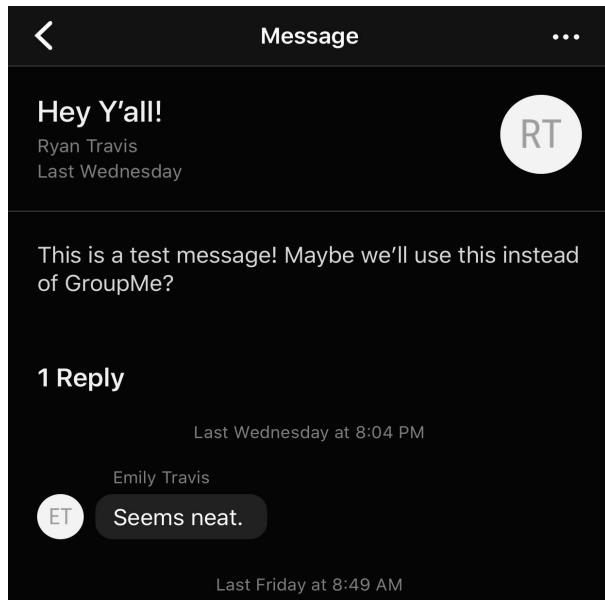 Message
Hey Y’all!
Ryan Travis
Last Wednesday
RT
This is a test message! Maybe we’ll use this instead
of GroupMe?
1 Reply
Last Wednesday at 8:04 PM
Emily Travis
ET
Seems neat.
Last Friday at 8:49 AM